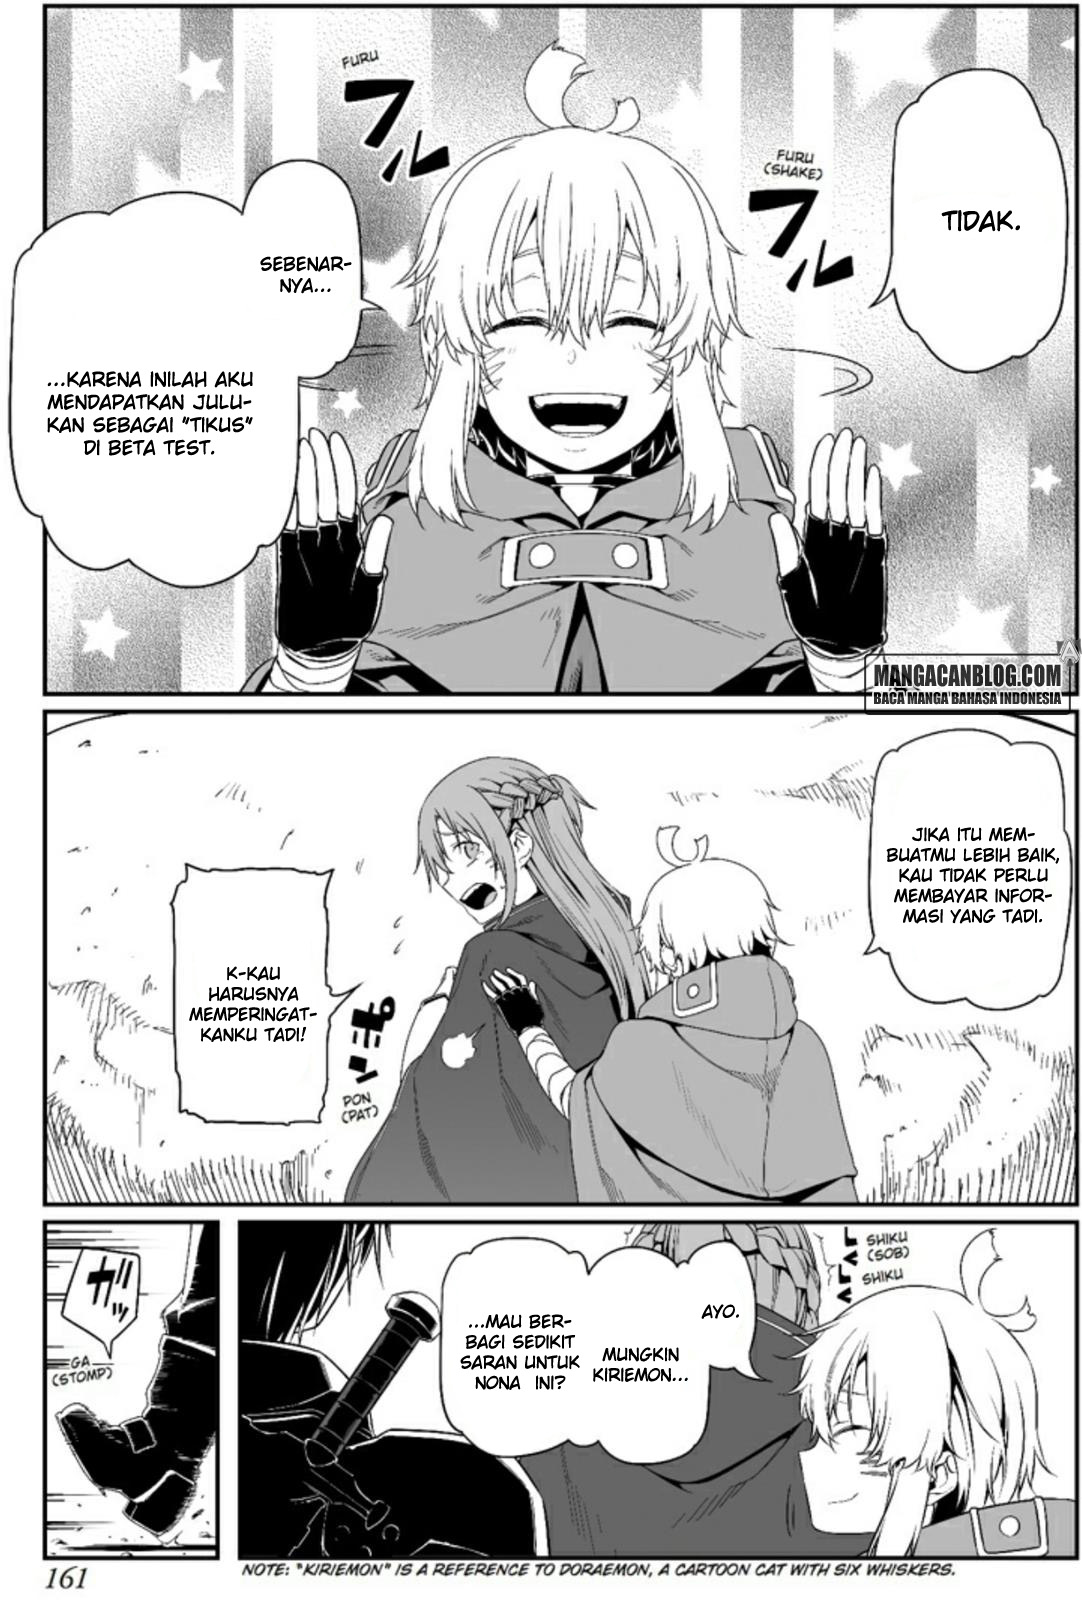 FURU
フル
FURU
(SHAKE)
フル
TIDAK.
SEBENAR-
NYA...
...KARENA INILAH AKU
MENDAPATKAN JULU-
KAN SEBAGAI "TIKUS"
DI BETA TEST.
MANGACANBLOG.COM
BACA MANGA BAHASA INDONESIA
JIKA ITU MEM-
BUATMU LEBIH BAIK,
KAU TIDAK PERLU
MEMBAYAR INFOR-
MASI YANG TADI.
K-KAU
HARUSNYA
MEMPERINGAT-
KANKU TADI!
PON
(PAT)
ガッ
GA
(STOMP)
SHIKU
(SOB)
SHIKU
AYO.
MUNGKIN
KIRIEMON...
...MAU BER-
BAGI SEDIKIT
SARAN UNTUK
NONA INI?
161
NOTE: "KIRIEMON" IS A REFERENCE TO DORAEMON, A CARTOON CAT WITH SIX WHISKERS.